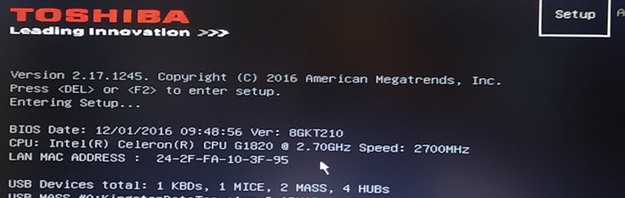 TOSHIBA
Leading Innovation >>>
Setup
A
Version 2.17.1245. Copyright (C) 2016 American Megatrends, Inc.
Press <DEL> or <F2> to enter setup.
Entering Setup...
BIOS Date: 12/01/2016 09:48:56 Ver: 8GKT210
CPU: Intel(R) Celeron(R) CPU G1820 @ 2.70GHz Speed: 2700MHz
LAN MAC ADDRESS : 24-2F-FA-10-3F-95
USB Devices total: 1 KBDs, 1 MICE, 2 MASS, 4 HUBs